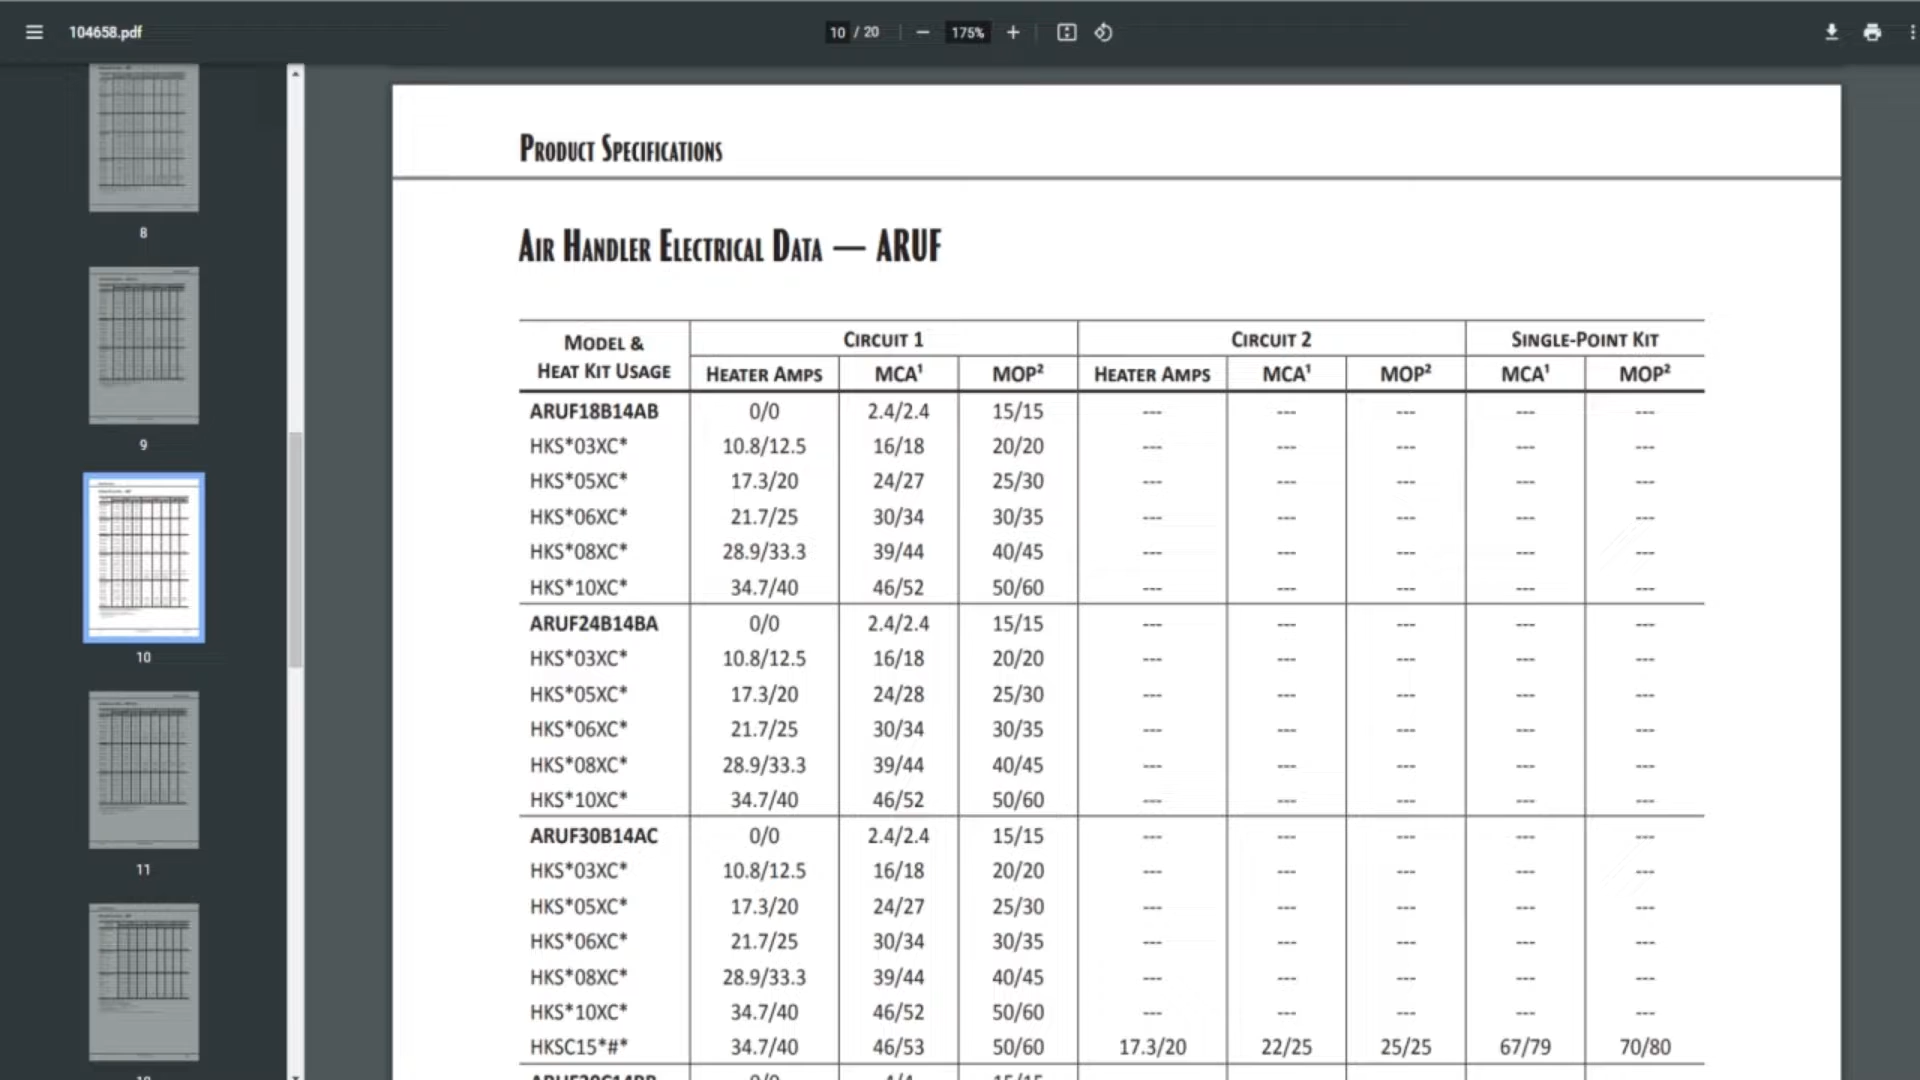 104658.pdf
10 / 20
175%
8
9
10
11
PRODUCT SPECIFICATIONS
AIR HANDLER ELECTRICAL DATA — ARUF
MODEL & HEAT KIT USAGE CIRCUIT 1 CIRCUIT 2 SINGLE-POINT KIT
HEATER AMPS MCA¹ MOP² HEATER AMPS MCA¹ MOP² MCA¹ MOP²
ARUF18B14AB 0/0 2.4/2.4 15/15 --- --- --- --- ---
HKS*03XC* 10.8/12.5 16/18 20/20 --- --- --- --- ---
HKS*05XC* 17.3/20 24/27 25/30 --- --- --- --- ---
HKS*06XC* 21.7/25 30/34 30/35 --- --- --- --- ---
HKS*08XC* 28.9/33.3 39/44 40/45 --- --- --- --- ---
HKS*10XC* 34.7/40 46/52 50/60 --- --- --- --- ---
ARUF24B14BA 0/0 2.4/2.4 15/15 --- --- --- --- ---
HKS*03XC* 10.8/12.5 16/18 20/20 --- --- --- --- ---
HKS*05XC* 17.3/20 24/28 25/30 --- --- --- --- ---
HKS*06XC* 21.7/25 30/34 30/35 --- --- --- --- ---
HKS*08XC* 28.9/33.3 39/44 40/45 --- --- --- --- ---
HKS*10XC* 34.7/40 46/52 50/60 --- --- --- --- ---
ARUF30B14AC 0/0 2.4/2.4 15/15 --- --- --- --- ---
HKS*03XC* 10.8/12.5 16/18 20/20 --- --- --- --- ---
HKS*05XC* 17.3/20 24/27 25/30 --- --- --- --- ---
HKS*06XC* 21.7/25 30/34 30/35 --- --- --- --- ---
HKS*08XC* 28.9/33.3 39/44 40/45 --- --- --- --- ---
HKS*10XC* 34.7/40 46/52 50/60 --- --- --- --- ---
HKSC15*#* 34.7/40 46/53 50/60 17.3/20 22/25 25/25 67/79 70/80